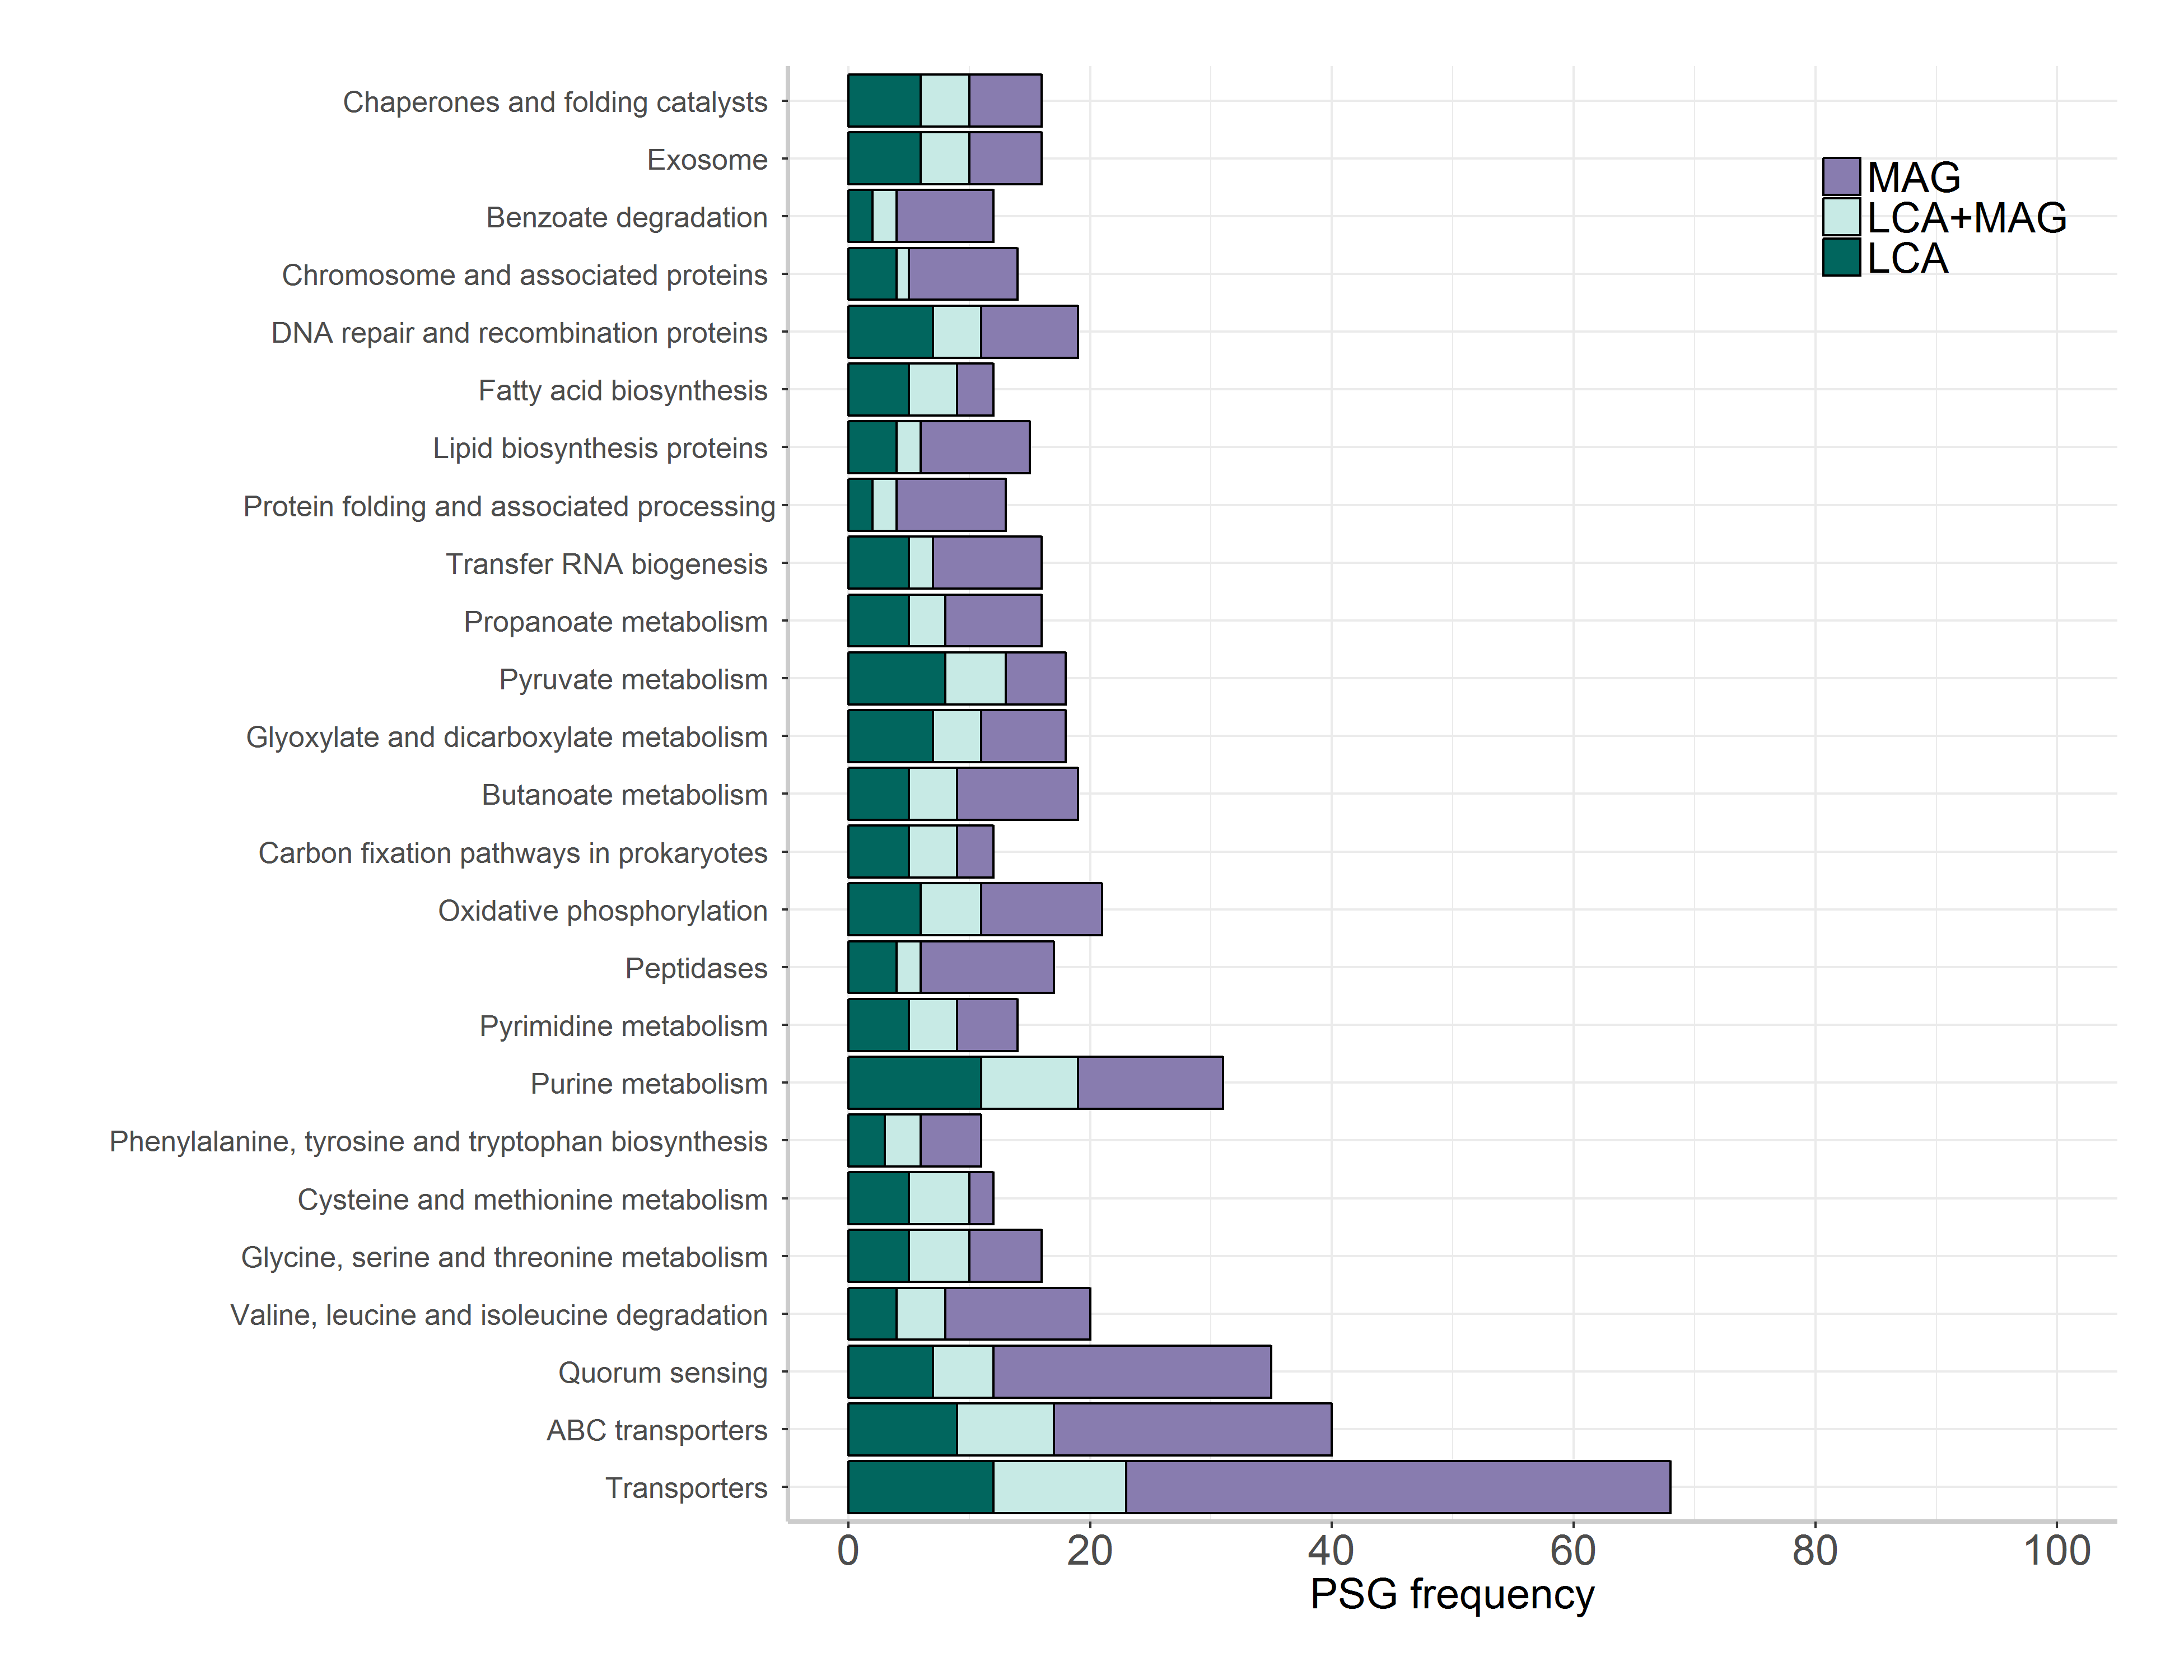 Chaperones and folding catalysts
Exosome
Benzoate degradation
Chromosome and associated proteins
DNA repair and recombination proteins
Fatty acid biosynthesis
Lipid biosynthesis proteins
Protein folding and associated processing
Transfer RNA biogenesis
Propanoate metabolism
Pyruvate metabolism
Glyoxylate and dicarboxylate metabolism
Butanoate metabolism
Carbon fixation pathways in prokaryotes
Oxidative phosphorylation
Peptidases
Pyrimidine metabolism
Purine metabolism
Phenylalanine, tyrosine and tryptophan biosynthesis
Cysteine and methionine metabolism
Glycine, serine and threonine metabolism
Valine, leucine and isoleucine degradation
Quorum sensing
ABC transporters
Transporters
MAG
LCA+MAG
LCA
0 20 40 60 80 100
PSG frequency